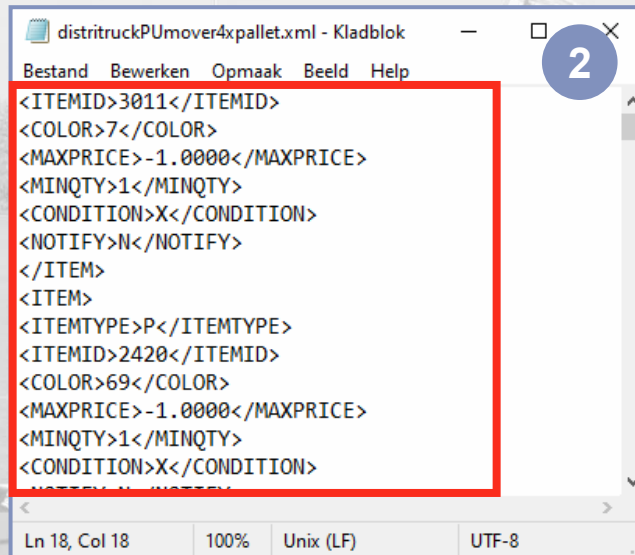 distritruckPUmover4xpallet.xml - Kladblok
2
Bestand Bewerken Opmaak Beeld Help
<ITEMID>3011</ITEMID>
<COLOR>7</COLOR>
<MAXPRICE>-1.0000</MAXPRICE>
<MINQTY>1</MINQTY>
<CONDITION>X</CONDITION>
<NOTIFY>N</NOTIFY>
</ITEM>
<ITEM>
<ITEMTYPE>P</ITEMTYPE>
<ITEMID>2420</ITEMID>
<COLOR>69</COLOR>
<MAXPRICE>-1.0000</MAXPRICE>
<MINQTY>1</MINQTY>
<CONDITION>X</CONDITION>
Ln 18, Col 18 100% Unix (LF) UTF-8